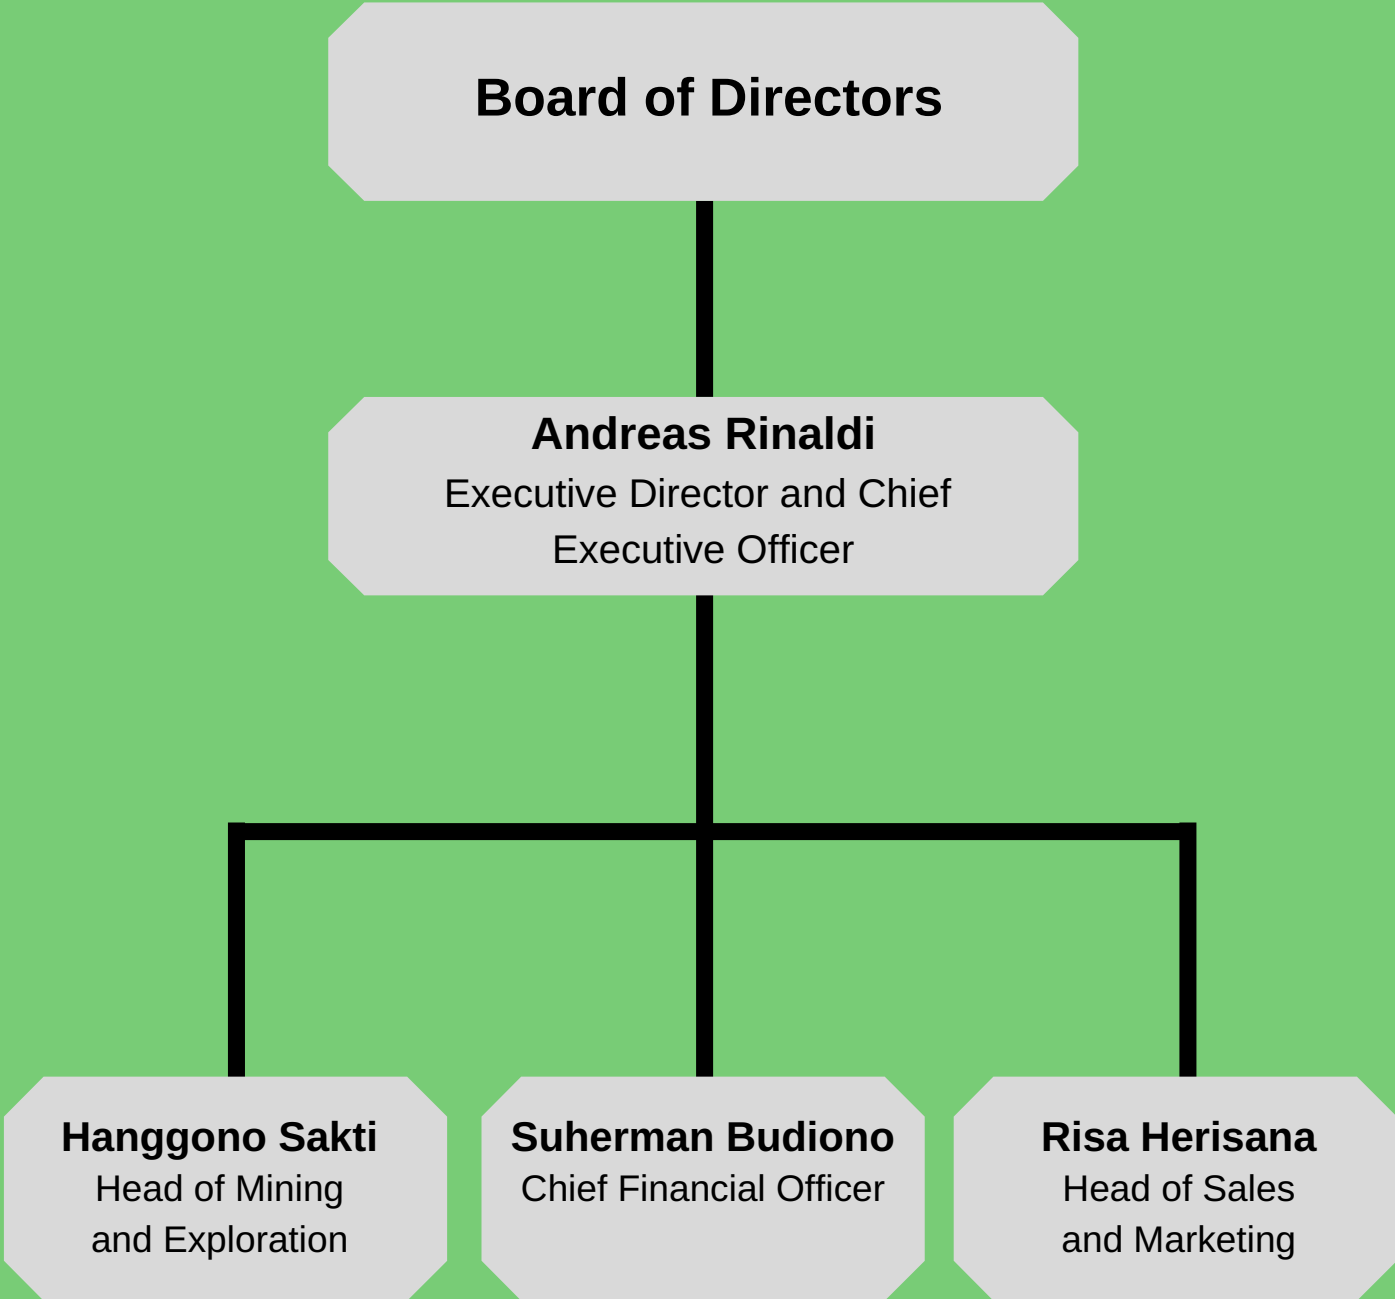 Board of Directors
Andreas Rinaldi
Executive Director and Chief
Executive Officer
Hanggono Sakti
Head of Mining
and Exploration
Suherman Budiono
Chief Financial Officer
Risa Herisana
Head of Sales
and Marketing